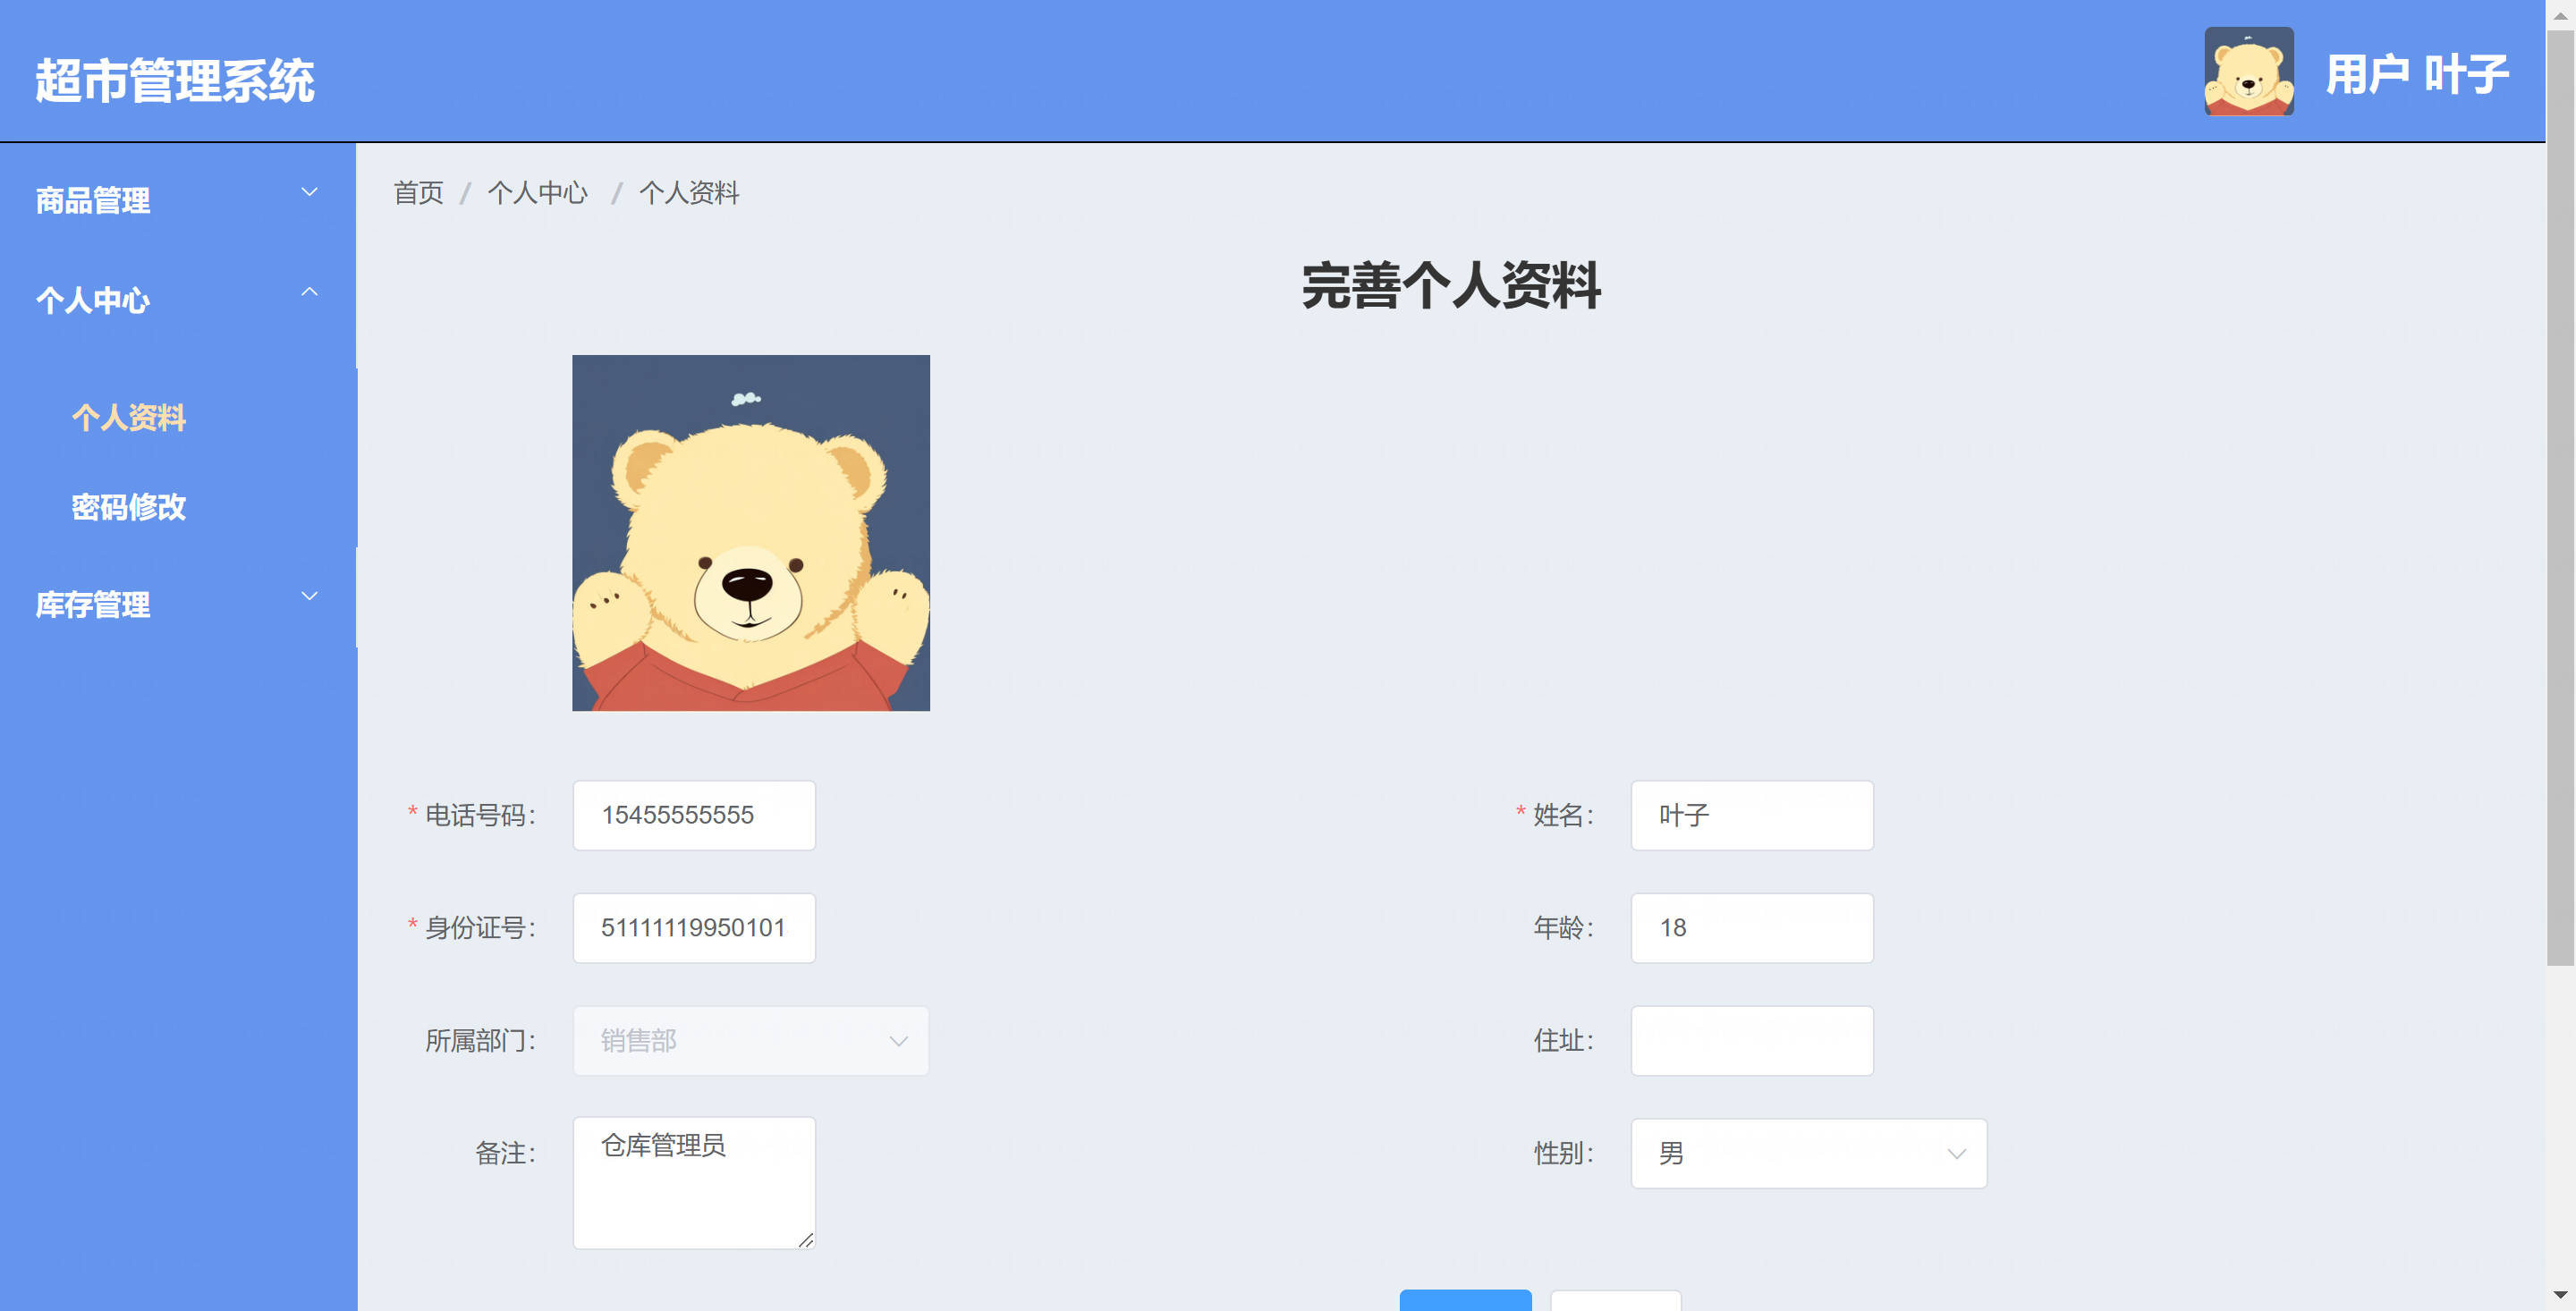 超市管理系统
用户 叶子
商品管理
个人中心
个人资料
密码修改
库存管理
首页 / 个人中心 / 个人资料
完善个人资料
* 电话号码： 15455555555
* 姓名： 叶子
* 身份证号： 51111119950101
年龄： 18
所属部门： 销售部
住址：
备注： 仓库管理员
性别： 男